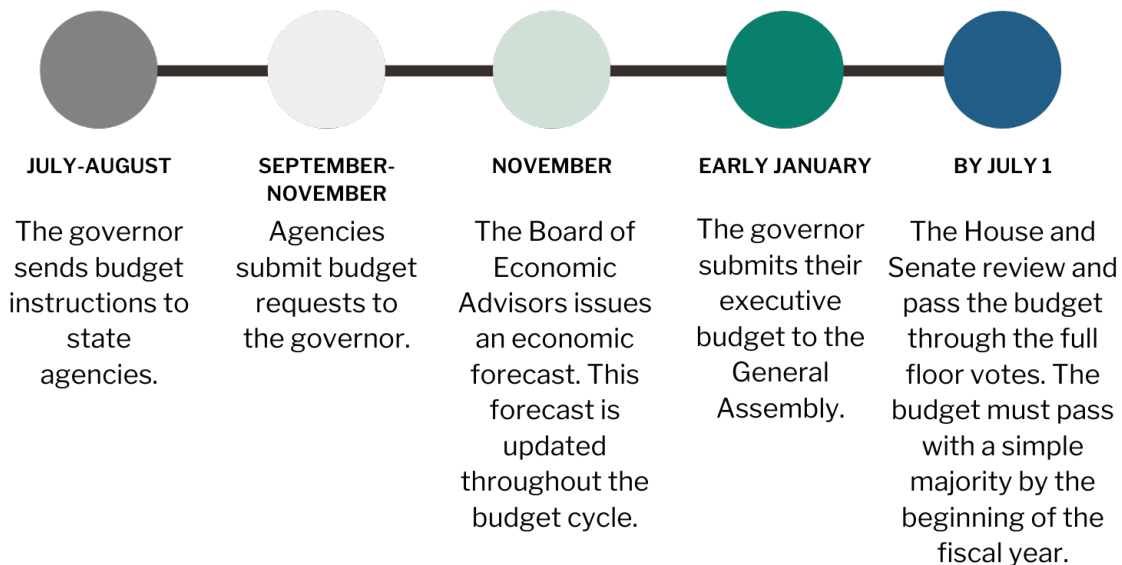 JULY-AUGUST
The governor
sends budget
instructions to
state
agencies.
SEPTEMBER-
NOVEMBER
Agencies
submit budget
requests to
the governor.
NOVEMBER
The Board of
Economic
Advisors issues
an economic
forecast. This
forecast is
updated
throughout the
budget cycle.
EARLY JANUARY
The governor
submits their
executive
budget to the
General
Assembly.
BY JULY 1
The House and
Senate review and
pass the budget
through the full
floor votes. The
budget must pass
with a simple
majority by the
beginning of the
fiscal year.